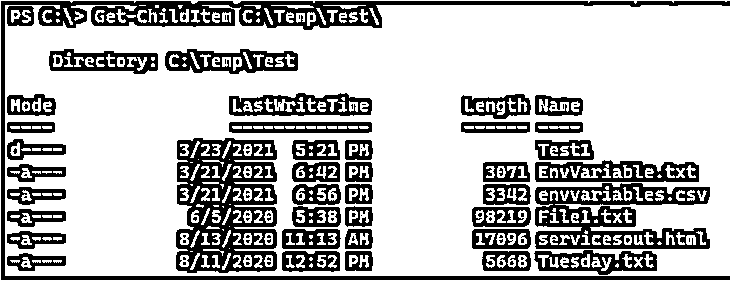 PS C:\> Get-ChildItem C:\Temp\Test\
Directory: C:\Temp\Test
Mode LastWriteTime Length Name
---- ------------- ------ ----
d---- 3/23/2021 5:21 PM Test1
-a--- 3/21/2021 6:42 PM 3071 EnvVariable.txt
-a--- 3/21/2021 6:56 PM 3342 envvariables.csv
-a--- 6/5/2020 5:38 PM 98219 File1.txt
-a--- 8/13/2020 11:13 AM 17096 servicesout.html
-a--- 8/11/2020 12:52 PM 5668 Tuesday.txt